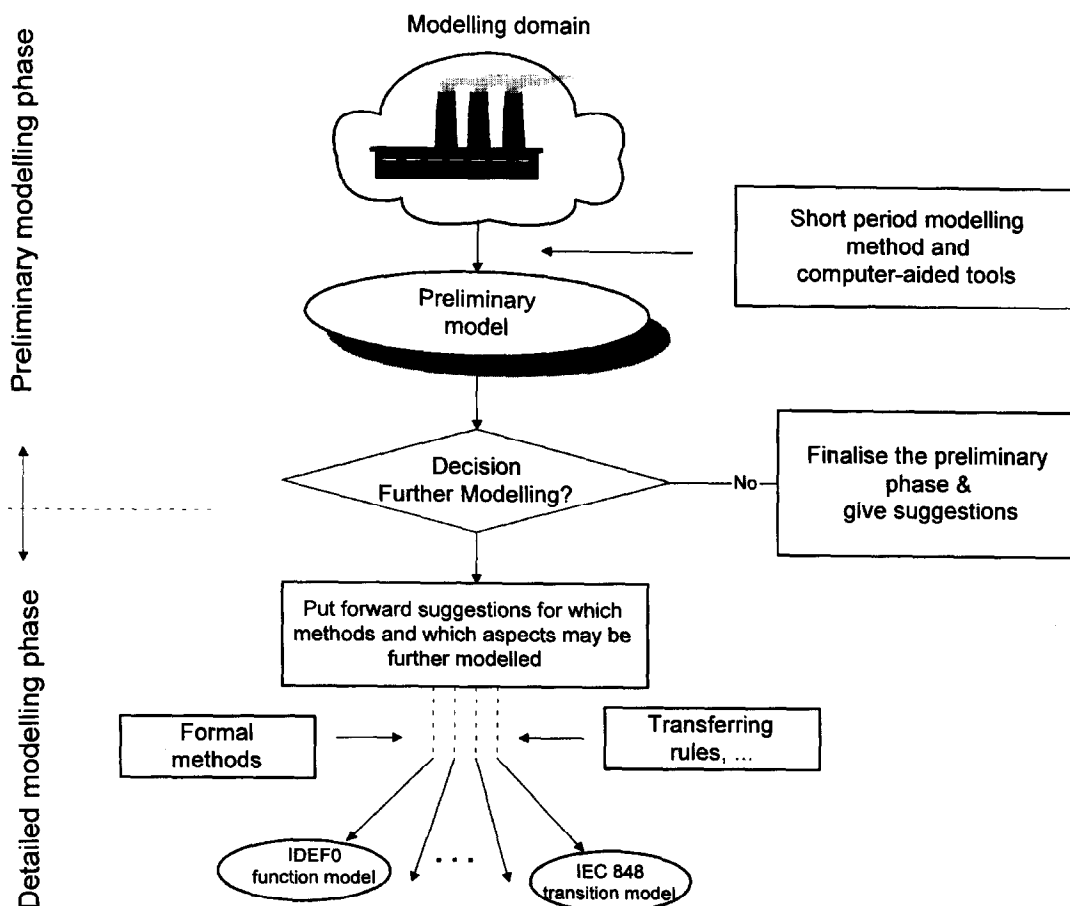 Modelling domain
Preliminary modelling phase
Short period modelling
method and
computer-aided tools
Preliminary
model
Decision
Further Modelling?
No
Finalise the preliminary
phase &
give suggestions
Detailed modelling phase
Put forward suggestions for which
methods and which aspects may be
further modelled
Formal
methods
Transferring
rules, ...
IDEF0
function model
. . .
IEC 848
transition model